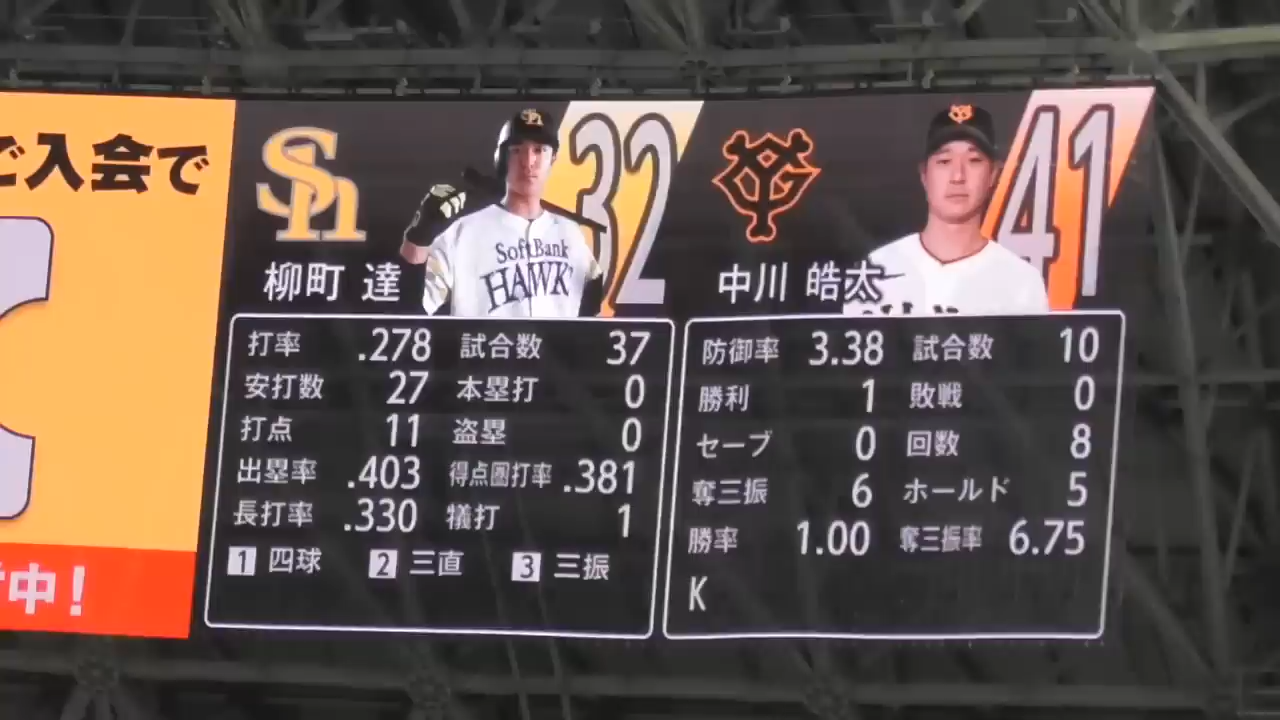 ご入会で
中!
Sh
32
SoftBank
HAWK
柳町 達
打率 .278 試合数 37
安打数 27 本塁打 0
打点 11 盗塁 0
出塁率 .403 得点圏打率 .381
長打率 .330 犠打 1
1 四球 2 三直 3 三振
41
中川 皓太
防御率 3.38 試合数 10
勝利 1 敗戦 0
セーブ 0 回数 8
奪三振 6 ホールド 5
勝率 1.00 奪三振率 6.75
K